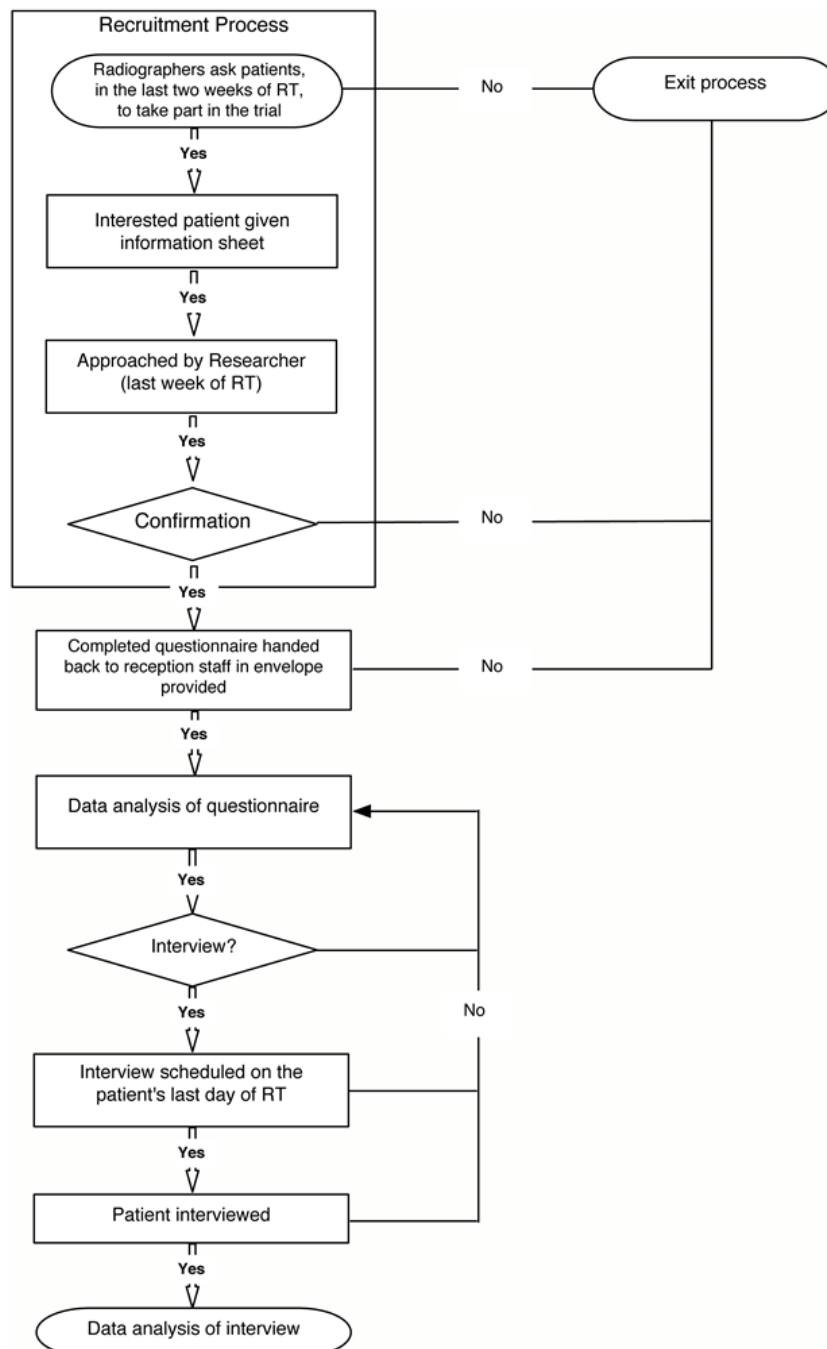 Recruitment Process
Radiographers ask patients,
in the last two weeks of RT,
to take part in the trial
No
Exit process
Yes
Interested patient given
information sheet
Yes
Approached by Researcher
(last week of RT)
Yes
Confirmation
No
Yes
Completed questionnaire handed
back to reception staff in envelope
provided
No
Yes
Data analysis of questionnaire
Yes
Interview?
Yes
No
Interview scheduled on the
patient's last day of RT
Yes
Patient interviewed
Yes
Data analysis of interview